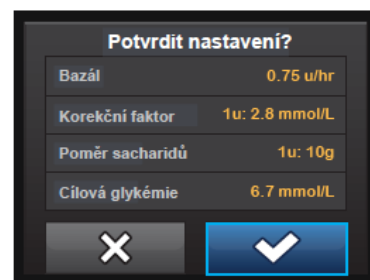 Potvrdit nastavení?
Bazál 0.75 u/hr
Korekční faktor 1u: 2.8 mmol/L
Poměr sacharidů 1u: 10g
Cílová glykémie 6.7 mmol/L